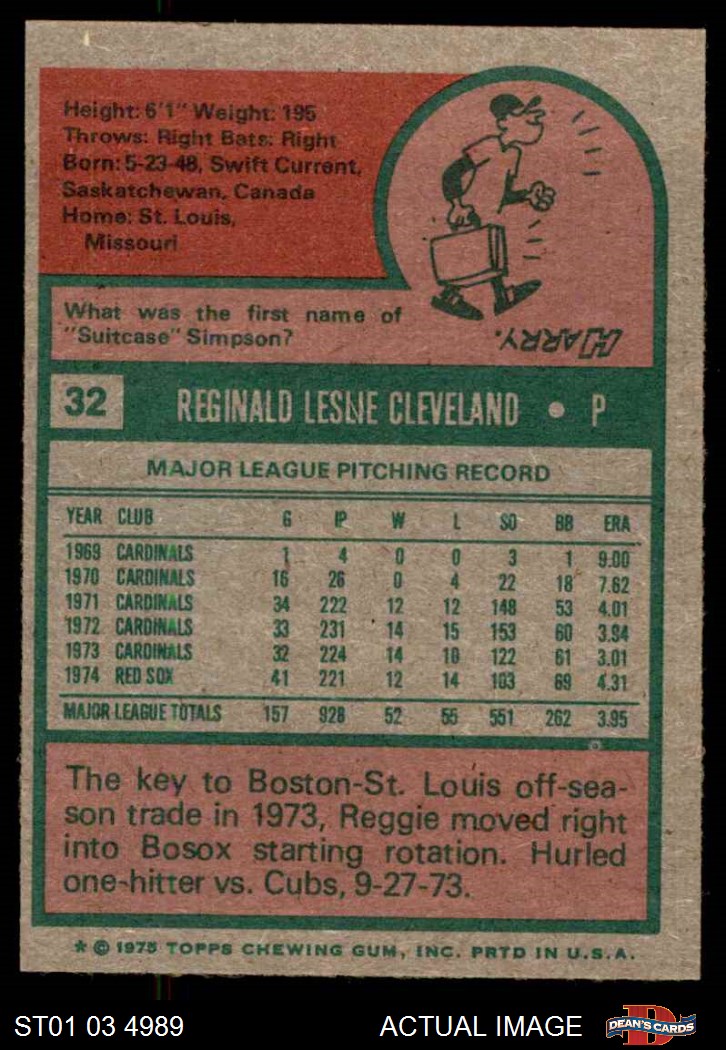 Height: 6'1" Weight: 195
Throws: Right Bats: Right
Born: 5-23-48, Swift Current,
Saskatchewan, Canada
Home: St. Louis,
Missouri
What was the first name of
"Suitcase" Simpson?
HARRY.
32 REGINALD LESLIE CLEVELAND • P
MAJOR LEAGUE PITCHING RECORD
YEAR CLUB G IP W L SO BB ERA
1969 CARDINALS 1 4 0 0 3 1 9.00
1970 CARDINALS 16 26 0 4 22 18 7.62
1971 CARDINALS 34 222 12 12 148 53 4.01
1972 CARDINALS 33 231 14 15 153 60 3.94
1973 CARDINALS 32 224 14 10 122 61 3.01
1974 RED SOX 41 221 12 14 103 69 4.31
MAJOR LEAGUE TOTALS 157 928 52 55 551 262 3.95
The key to Boston-St. Louis off-sea-
son trade in 1973, Reggie moved right
into Bosox starting rotation. Hurled
one-hitter vs. Cubs, 9-27-73.
* © 1975 TOPPS CHEWING GUM, INC. PRTD IN U.S.A.
ST01 03 4989 ACTUAL IMAGE D DEAN'S CARDS